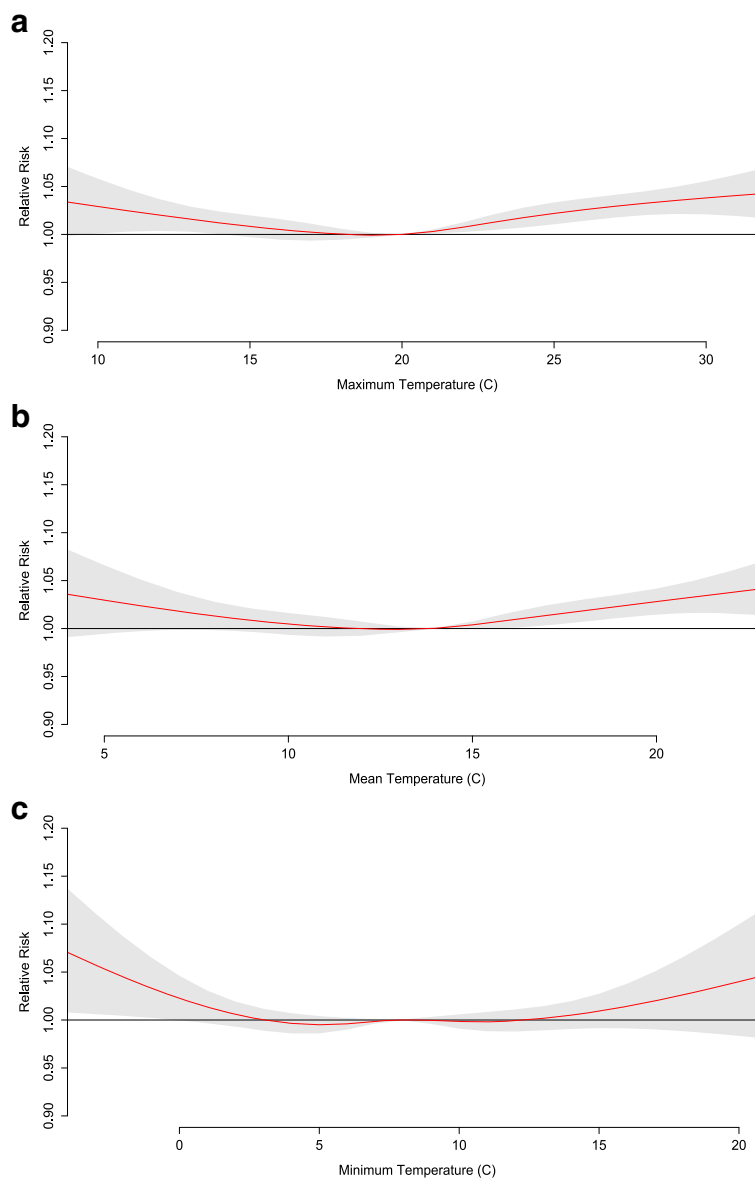 a
1.20
1.15
1.10
1.05
1.00
0.95
0.90
Relative Risk
10 15 20 25 30
Maximum Temperature (C)
b
1.20
1.15
1.10
1.05
1.00
0.95
0.90
Relative Risk
5 10 15 20
Mean Temperature (C)
c
1.20
1.15
1.10
1.05
1.00
0.95
0.90
Relative Risk
0 5 10 15 20
Minimum Temperature (C)